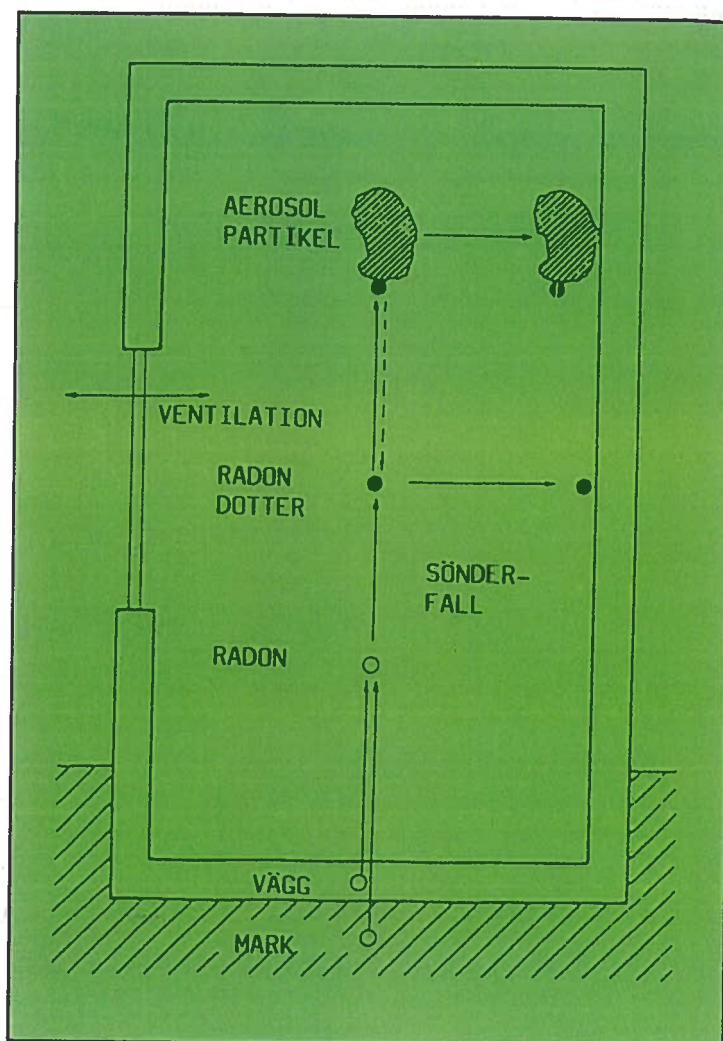 AEROSOL
PARTIKEL
VENTILATION
RADON
DOTTER
SÖNDER-
FALL
RADON
VÄGG
MARK